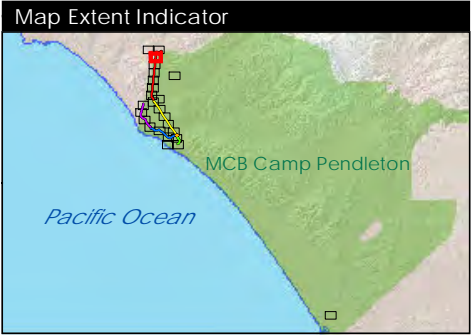 Map Extent Indicator
MCB Camp Pendleton
Pacific Ocean